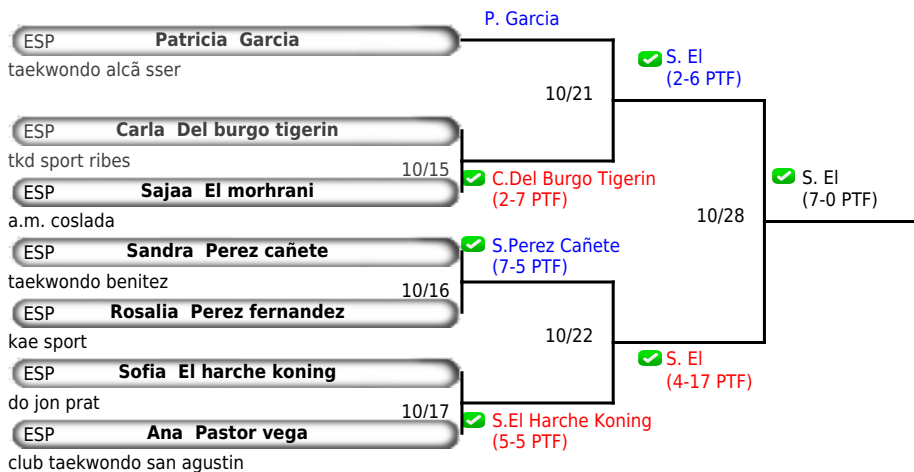 P. Garcia
ESP Patricia Garcia
taekwondo alcã sser
S. El
(2-6 PTF)
10/21
ESP Carla Del burgo tigerin
tkd sport ribes
10/15
C.Del Burgo Tigerin
(2-7 PTF)
ESP Sajaa El morhrani
a.m. coslada
S. El
(7-0 PTF)
10/28
ESP Sandra Perez cañete
taekwondo benitez
S.Perez Cañete
(7-5 PTF)
10/16
ESP Rosalia Perez fernandez
kae sport
10/22
S. El
(4-17 PTF)
ESP Sofia El harche koning
do jon prat
10/17
S.El Harche Koning
(5-5 PTF)
ESP Ana Pastor vega
club taekwondo san agustin